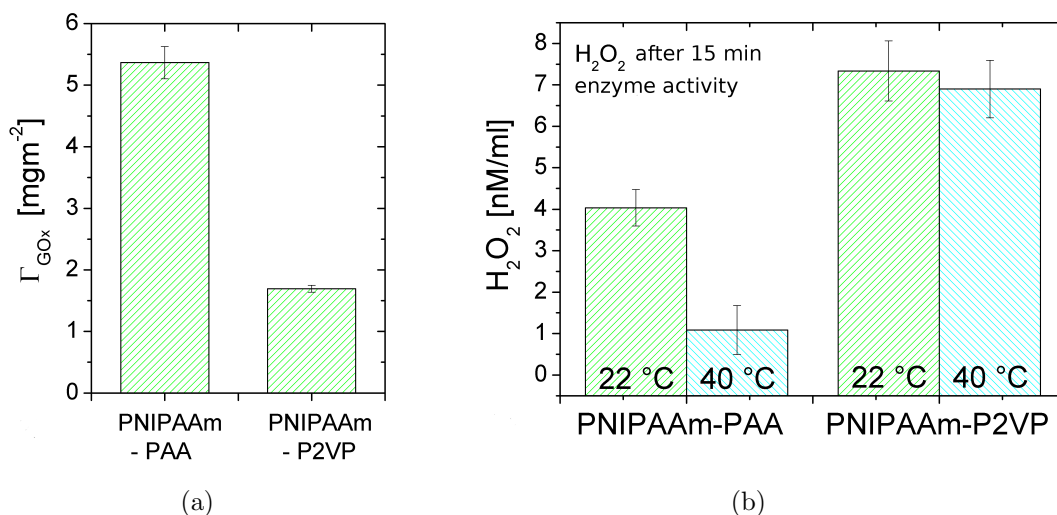 6
5
4
3
2
1
0
Γ_GOx [mgm⁻²]
PNIPAAm
- PAA
PNIPAAm
- P2VP
(a)
8
7
6
5
4
3
2
1
0
H₂O₂ [nM/ml]
H₂O₂ after 15 min
enzyme activity
22 °C 40 °C 22 °C 40 °C
PNIPAAm-PAA PNIPAAm-P2VP
(b)